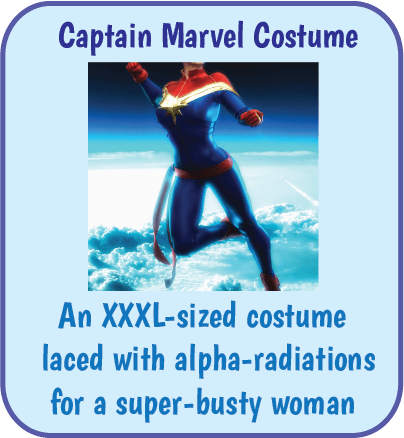 Captain Marvel Costume
An XXXL-sized costume
laced with alpha-radiations
for a super-busty woman